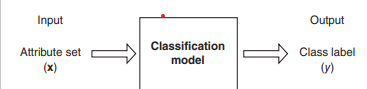 Input
Output
Attribute set
(x)
Classification
model
Class label
(y)